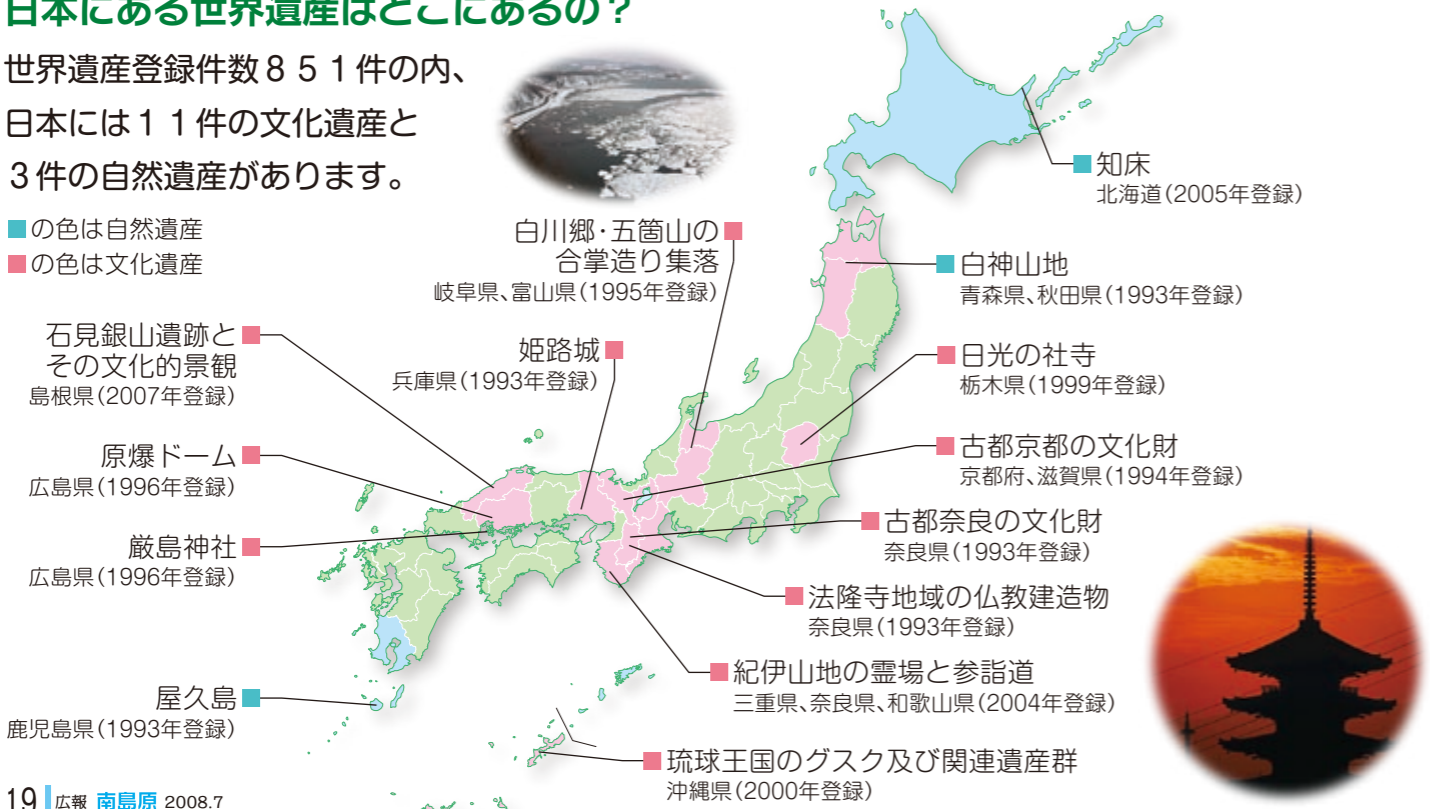 日本にある世界遺産はどこにあるの？
世界遺産登録件数８５１件の内、
日本には１１件の文化遺産と
３件の自然遺産があります。
■の色は自然遺産
■の色は文化遺産
知床
北海道（2005年登録）
白川郷・五箇山の
合掌造り集落
岐阜県、富山県（1995年登録）
白神山地
青森県、秋田県（1993年登録）
石見銀山遺跡と
その文化的景観
島根県（2007年登録）
姫路城
兵庫県（1993年登録）
日光の社寺
栃木県（1999年登録）
原爆ドーム
広島県（1996年登録）
古都京都の文化財
京都府、滋賀県（1994年登録）
厳島神社
広島県（1996年登録）
古都奈良の文化財
奈良県（1993年登録）
法隆寺地域の仏教建造物
奈良県（1993年登録）
紀伊山地の霊場と参詣道
三重県、奈良県、和歌山県（2004年登録）
屋久島
鹿児島県（1993年登録）
琉球王国のグスク及び関連遺産群
沖縄県（2000年登録）
19 広報 南島原 2008.7